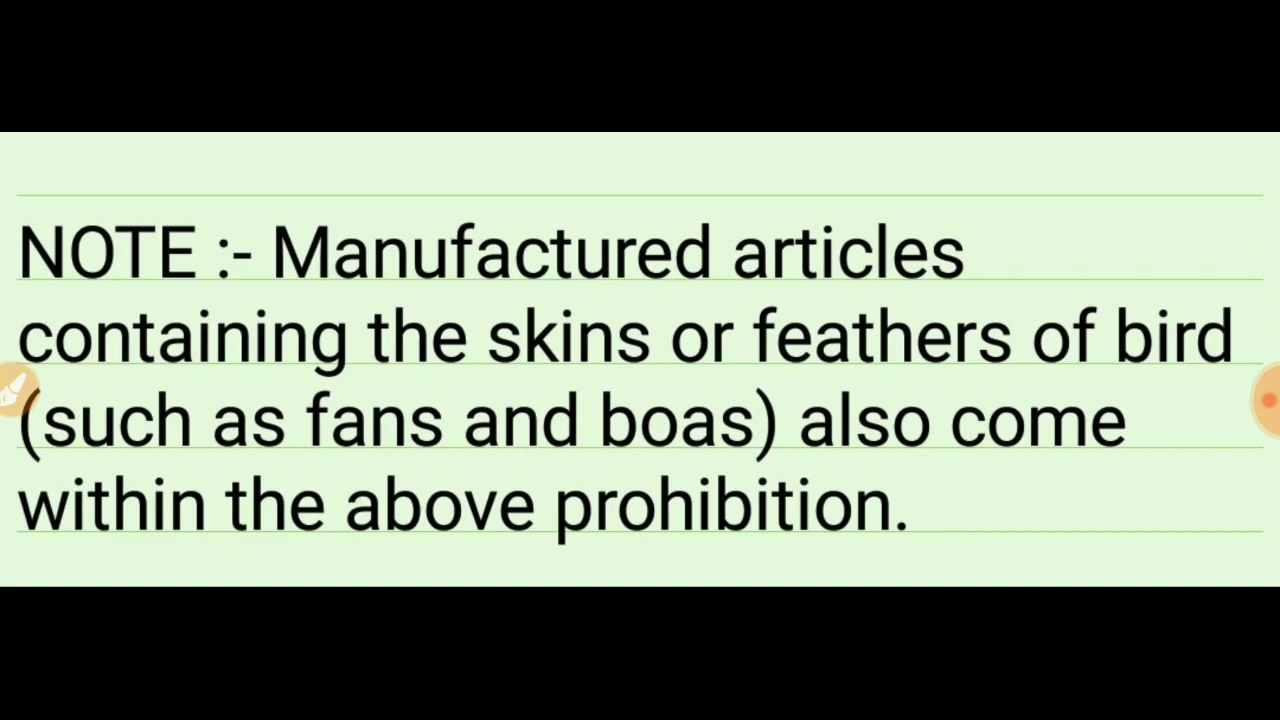 NOTE :- Manufactured articles
containing the skins or feathers of bird
(such as fans and boas) also come
within the above prohibition.